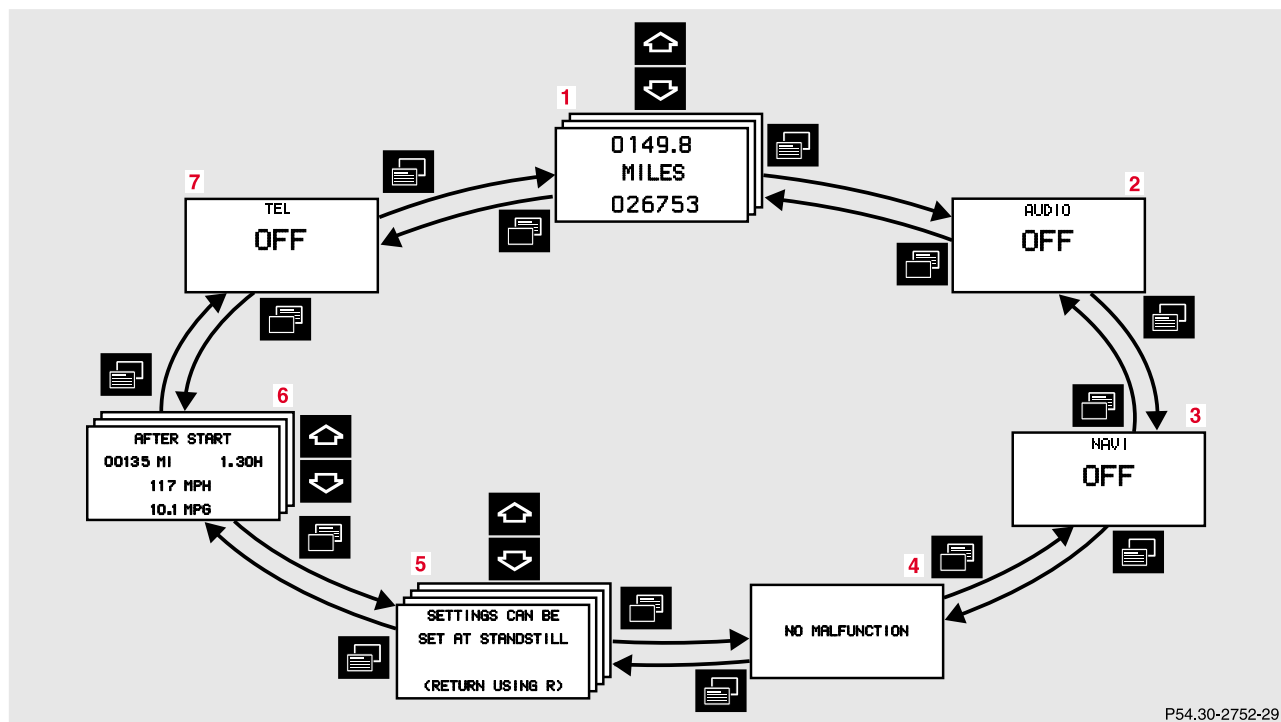 1
0149.8
MILES
026753
2
AUDIO
OFF
3
NAVI
OFF
4
NO MALFUNCTION
5
SETTINGS CAN BE
SET AT STANDSTILL
(RETURN USING R)
6
AFTER START
00135 MI 1.30H
117 MPH
10.1 MPG
7
TEL
OFF
P54.30-2752-29